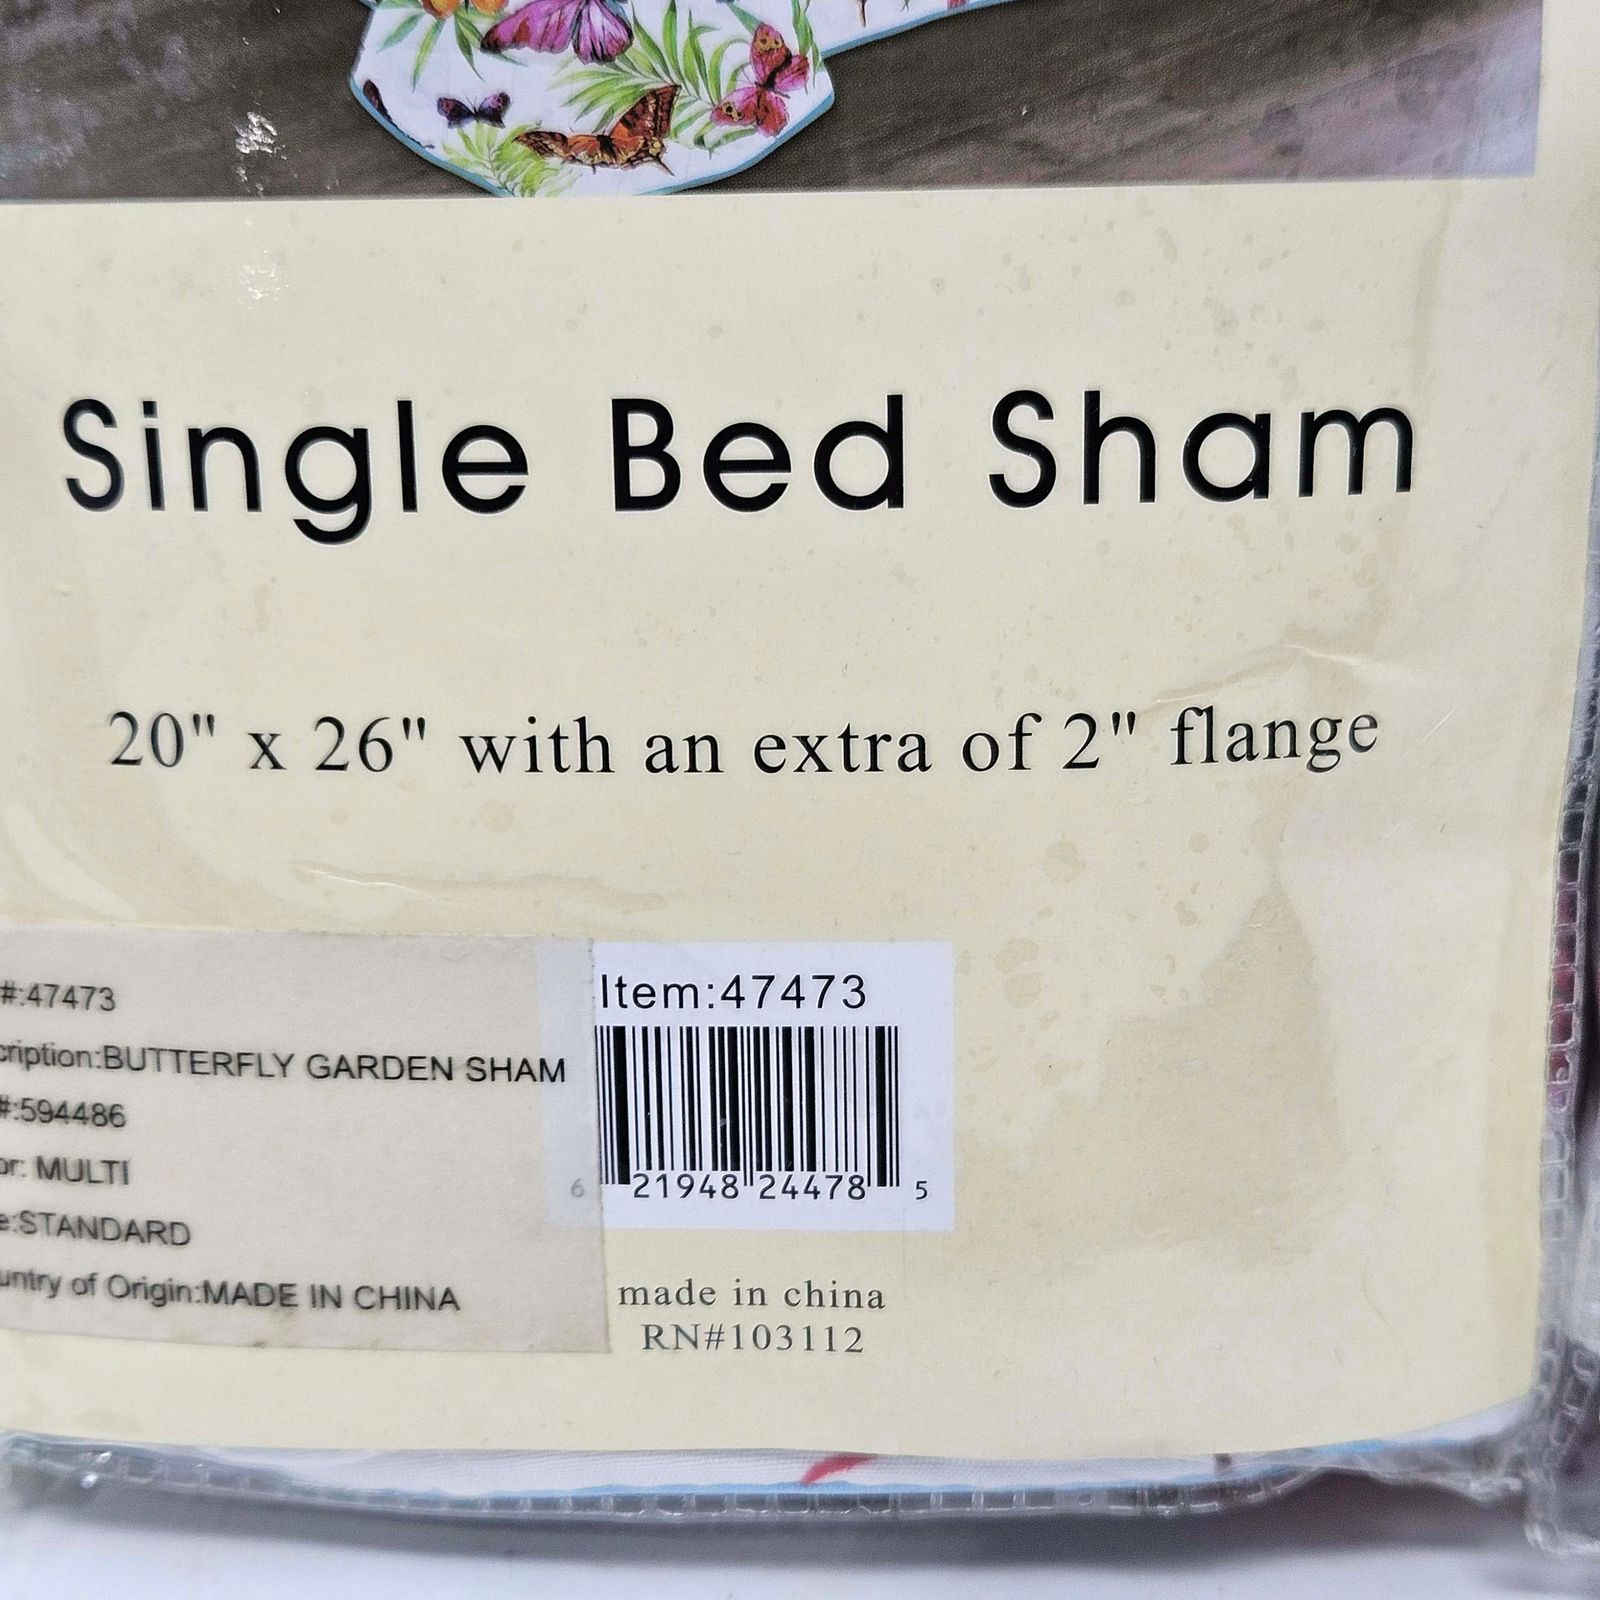 Single Bed Sham
20" x 26" with an extra of 2" flange
#:47473
cription:BUTTERFLY GARDEN SHAM
#:594486
or: MULTI
e:STANDARD
untry of Origin:MADE IN CHINA
Item:47473
6 21948 24478 5
made in china
RN#103112